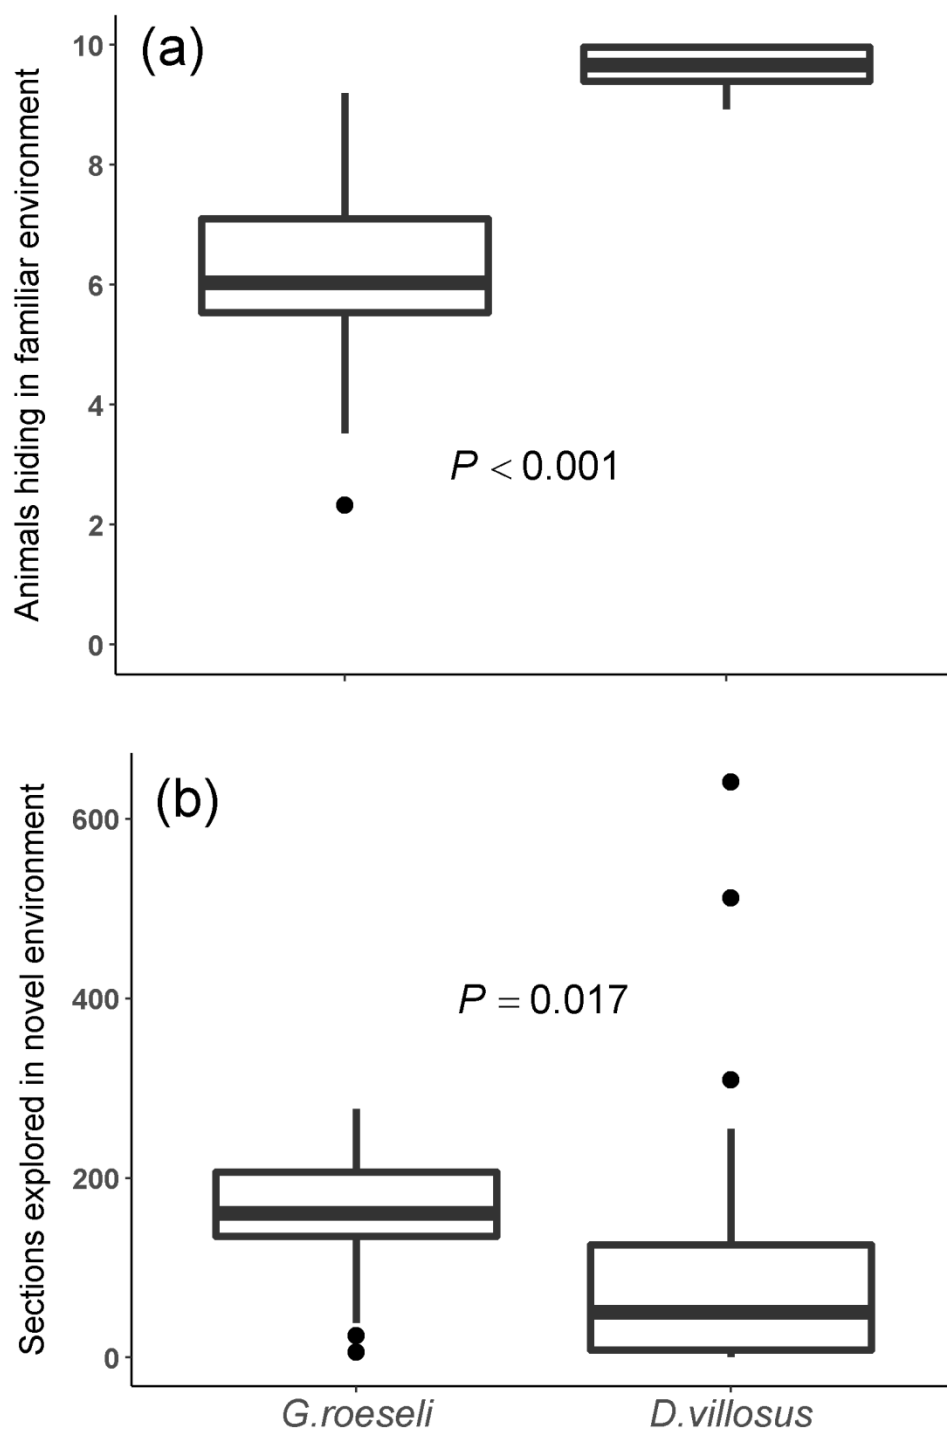 (a)
Animals hiding in familiar environment
10
8
6
4
2
0
P < 0.001
(b)
Sections explored in novel environment
600
400
200
0
P = 0.017
G.roeseli
D.villosus